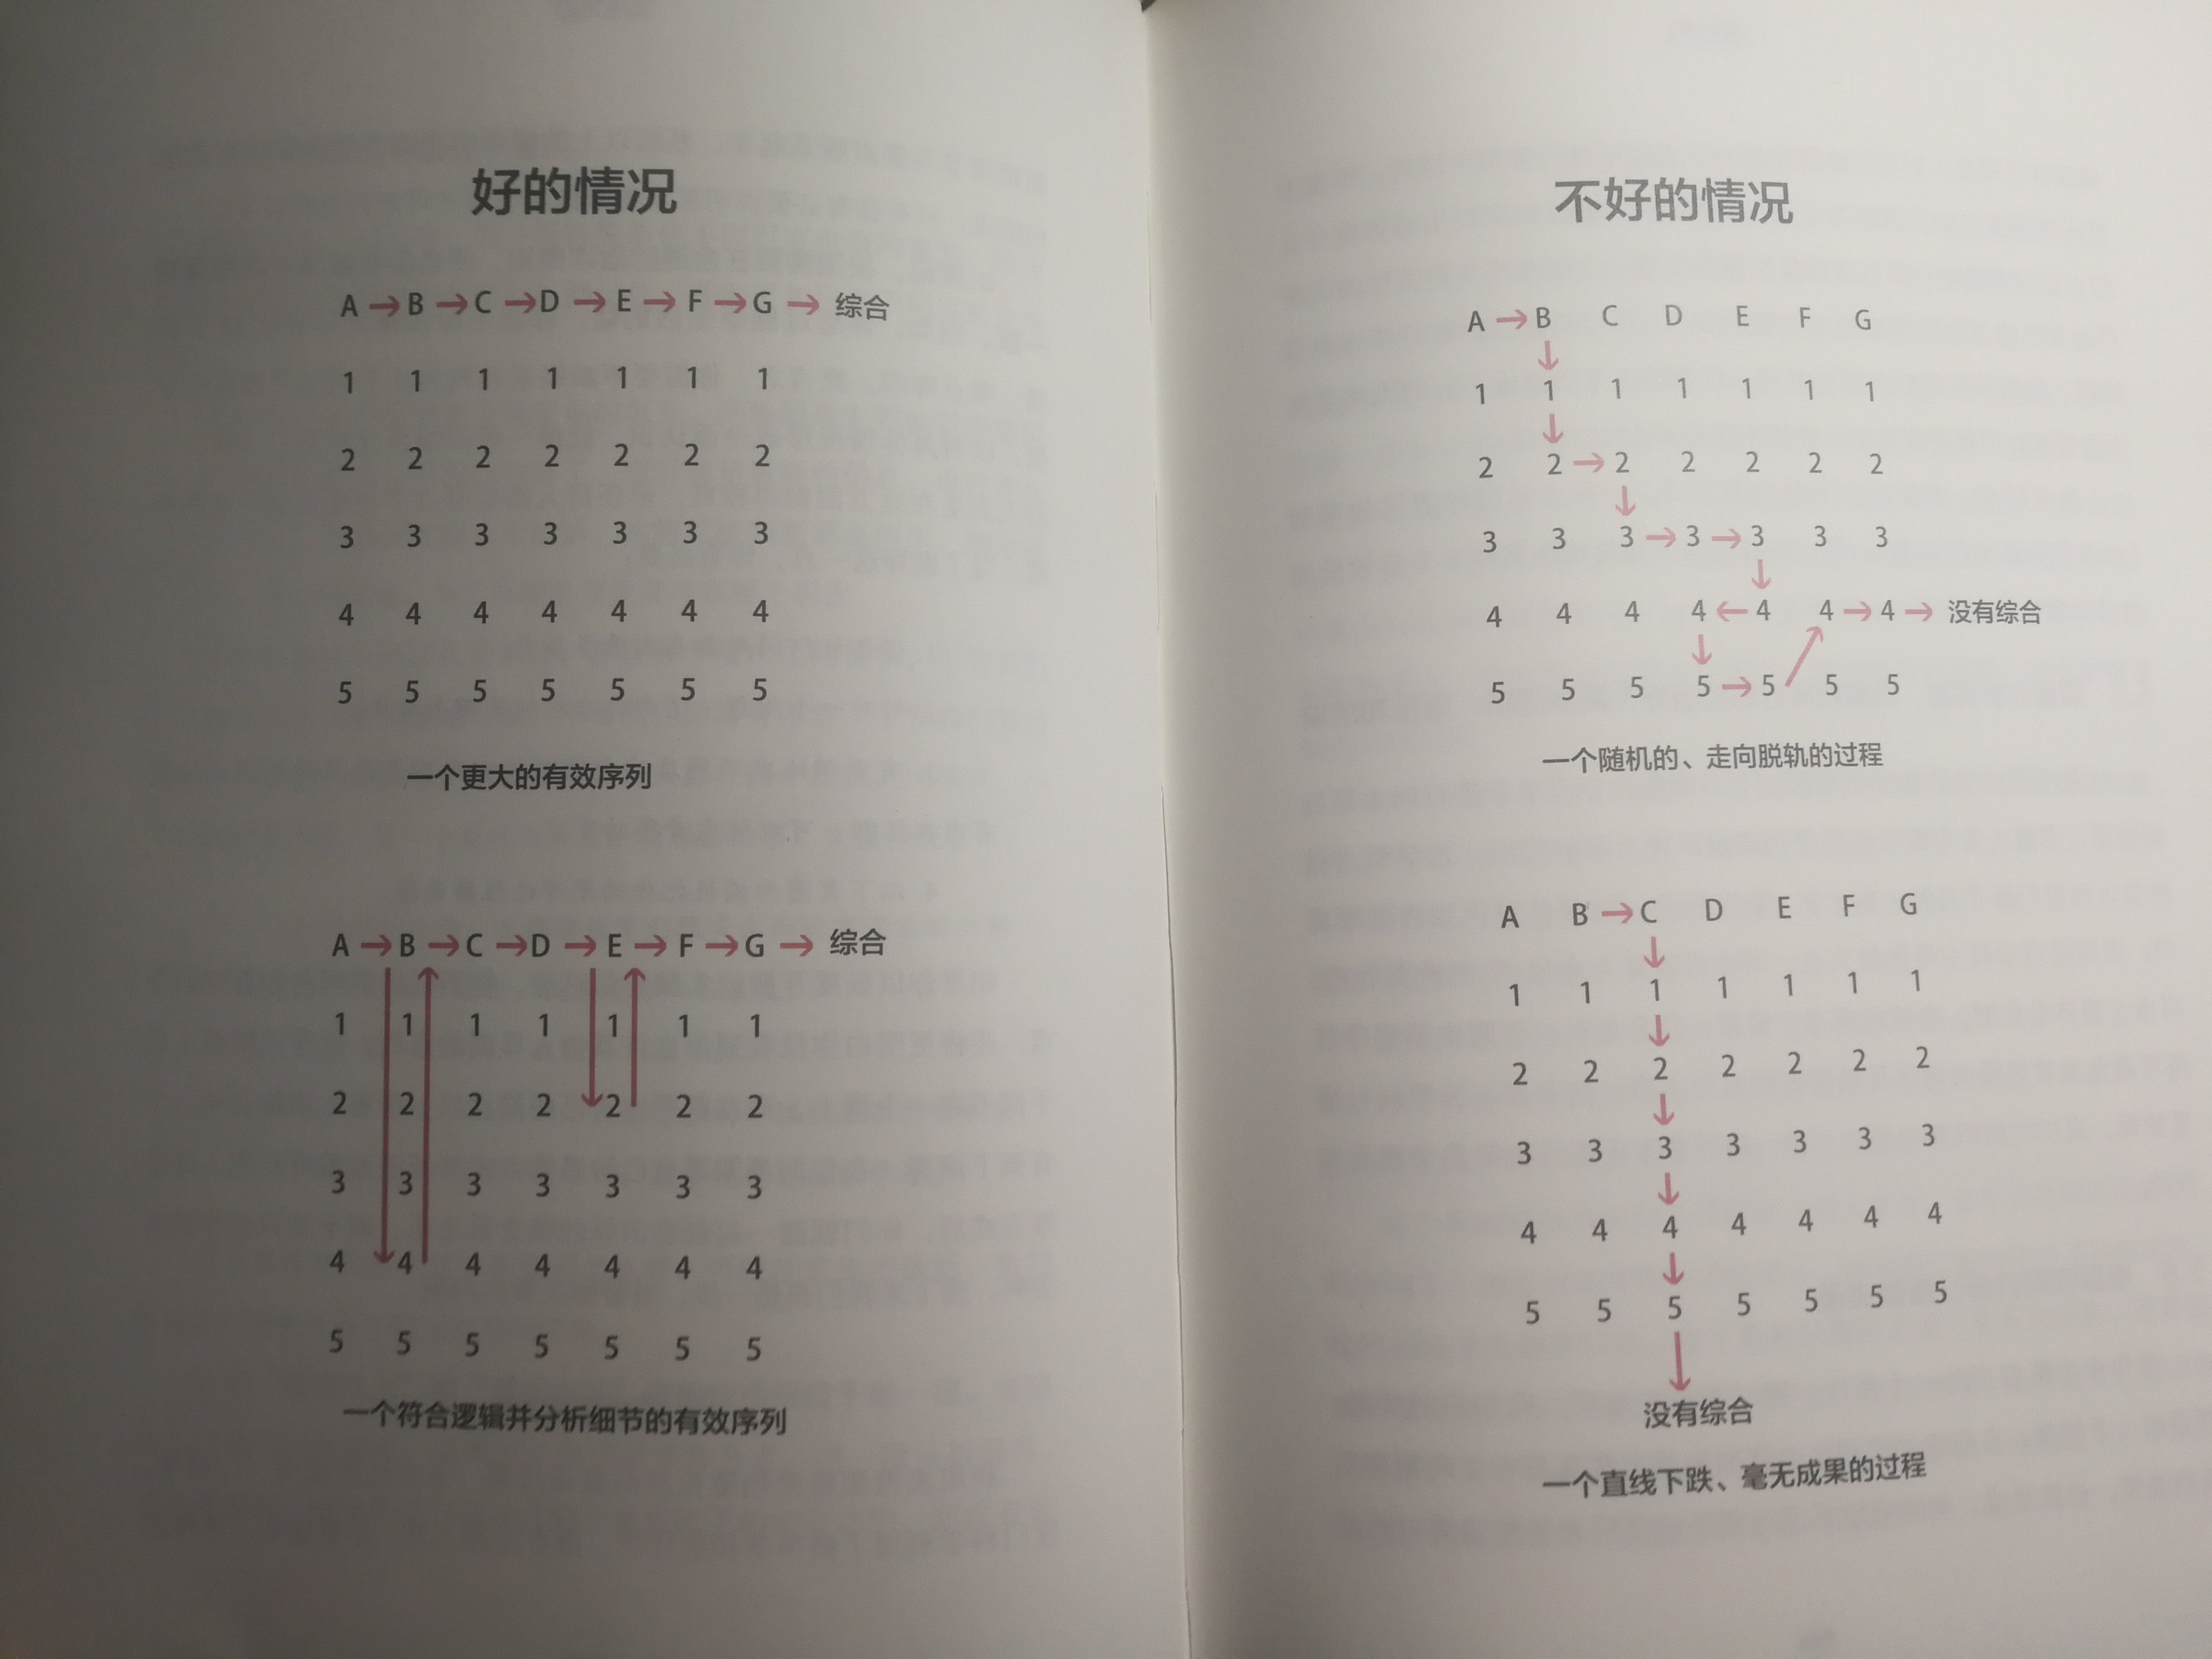 好的情况
A → B → C → D → E → F → G → 综合
1 1 1 1 1 1 1
2 2 2 2 2 2 2
3 3 3 3 3 3 3
4 4 4 4 4 4 4
5 5 5 5 5 5 5
一个更大的有效序列
A → B → C → D → E → F → G → 综合
1 1 1 1 1 1 1
2 2 2 2 2 2 2
3 3 3 3 3 3 3
4 4 4 4 4 4 4
5 5 5 5 5 5 5
一个符合逻辑并分析细节的有效序列
不好的情况
A → B C D E F G
1 1 1 1 1 1 1
2 2 → 2 2 2 2 2
3 3 3 → 3 → 3 3 3
4 4 4 4 ← 4 4 → 4 → 没有综合
5 5 5 5 → 5 5 5
一个随机的、走向脱轨的过程
A B → C D E F G
1 1 1 1 1 1 1
2 2 2 2 2 2 2
3 3 3 3 3 3 3
4 4 4 4 4 4 4
5 5 5 5 5 5 5
没有综合
一个直线下跌、毫无成果的过程